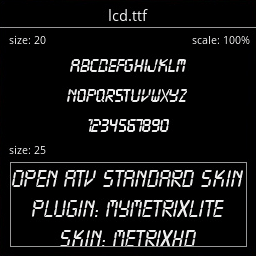 lcd.ttf
size: 20 scale: 100%
ABCDEFGHIJKLM
NOPQRSTUVWXYZ
1234567890
size: 25
OPEN ATV STANDARD SKIN
PLUGIN: MYMETRIXLITE
SKIN: METRIXHD